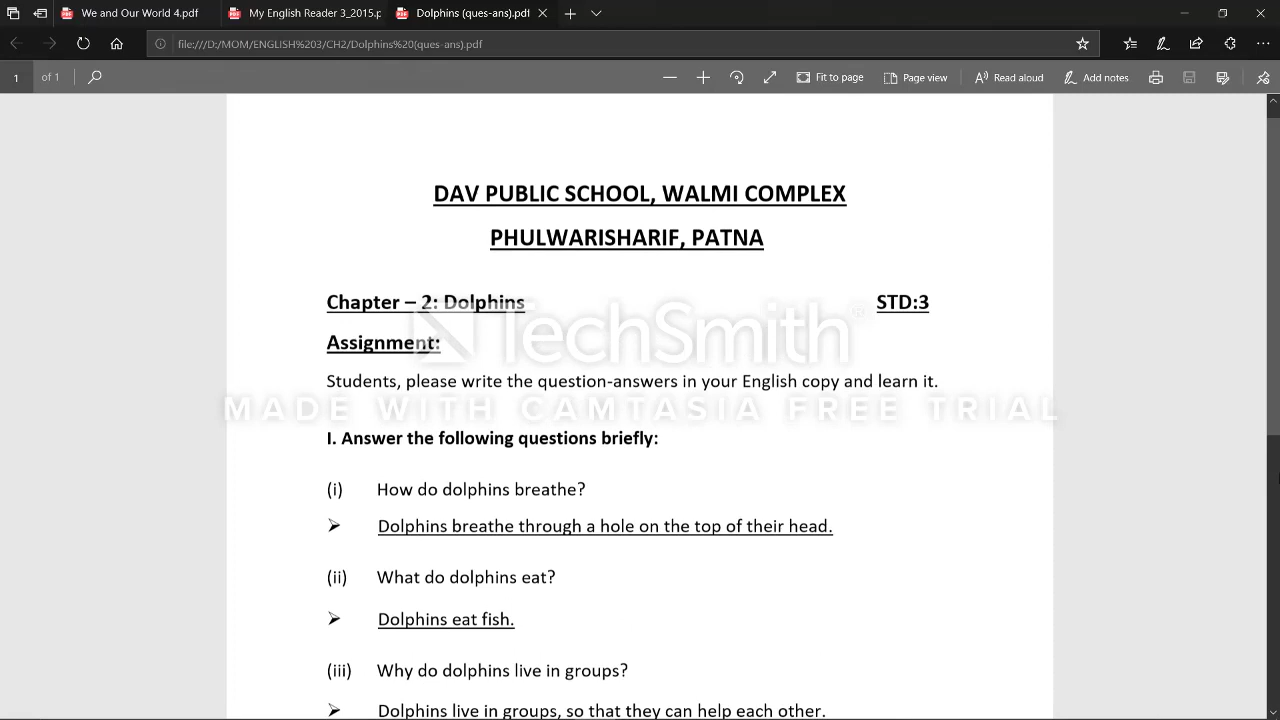 We and Our World 4.pdf
My English Reader 3_2015.p
Dolphins (ques-ans).pdf
file:///D:/MOM/ENGLISH%203/CH2/Dolphins%20(ques-ans).pdf
1 of 1
Fit to page
Page view
Read aloud
Add notes
DAV PUBLIC SCHOOL, WALMI COMPLEX
PHULWARISHARIF, PATNA
Chapter – 2: Dolphins STD:3
TechSmith®
Assignment:
Students, please write the question-answers in your English copy and learn it.
MADE WITH CAMTASIA FREE TRIAL
I. Answer the following questions briefly:
(i) How do dolphins breathe?
➢ Dolphins breathe through a hole on the top of their head.
(ii) What do dolphins eat?
➢ Dolphins eat fish.
(iii) Why do dolphins live in groups?
➢ Dolphins live in groups, so that they can help each other.